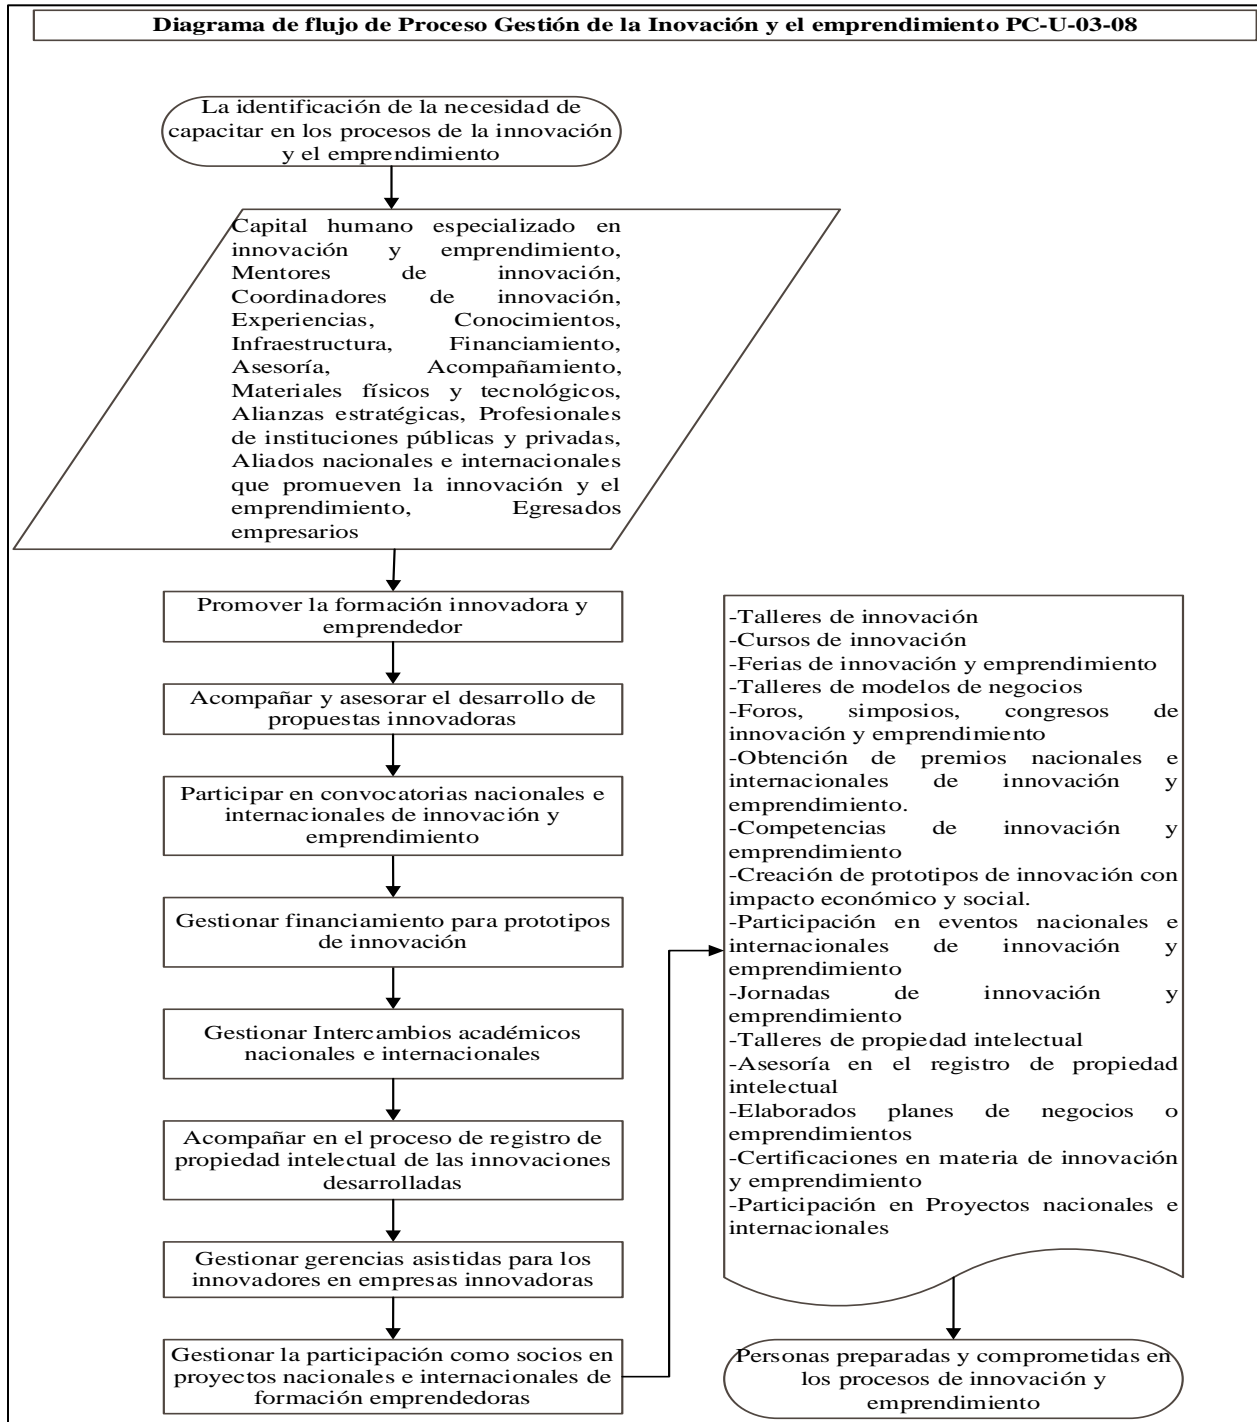 Diagrama de flujo de Proceso Gestión de la Inovación y el emprendimiento PC-U-03-08
La identificación de la necesidad de
capacitar en los procesos de la innovación
y el emprendimiento
Capital humano especializado en
innovación y emprendimiento,
Mentores de innovación,
Coordinadores de innovación,
Experiencias, Conocimientos,
Infraestructura, Financiamiento,
Asesoría, Acompañamiento,
Materiales físicos y tecnológicos,
Alianzas estratégicas, Profesionales
de instituciones públicas y privadas,
Aliados nacionales e internacionales
que promueven la innovación y el
emprendimiento, Egresados
empresarios
Promover la formación innovadora y
emprendedor
Acompañar y asesorar el desarrollo de
propuestas innovadoras
Participar en convocatorias nacionales e
internacionales de innovación y
emprendimiento
Gestionar financiamiento para prototipos
de innovación
Gestionar Intercambios académicos
nacionales e internacionales
Acompañar en el proceso de registro de
propiedad intelectual de las innovaciones
desarrolladas
Gestionar gerencias asistidas para los
innovadores en empresas innovadoras
Gestionar la participación como socios en
proyectos nacionales e internacionales de
formación emprendedoras
-Talleres de innovación
-Cursos de innovación
-Ferias de innovación y emprendimiento
-Talleres de modelos de negocios
-Foros, simposios, congresos de
innovación y emprendimiento
-Obtención de premios nacionales e
internacionales de innovación y
emprendimiento.
-Competencias de innovación y
emprendimiento
-Creación de prototipos de innovación con
impacto económico y social.
-Participación en eventos nacionales e
internacionales de innovación y
emprendimiento
-Jornadas de innovación y
emprendimiento
-Talleres de propiedad intelectual
-Asesoría en el registro de propiedad
intelectual
-Elaborados planes de negocios o
emprendimientos
-Certificaciones en materia de innovación
y emprendimiento
-Participación en Proyectos nacionales e
internacionales
Personas preparadas y comprometidas en
los procesos de innovación y
emprendimiento